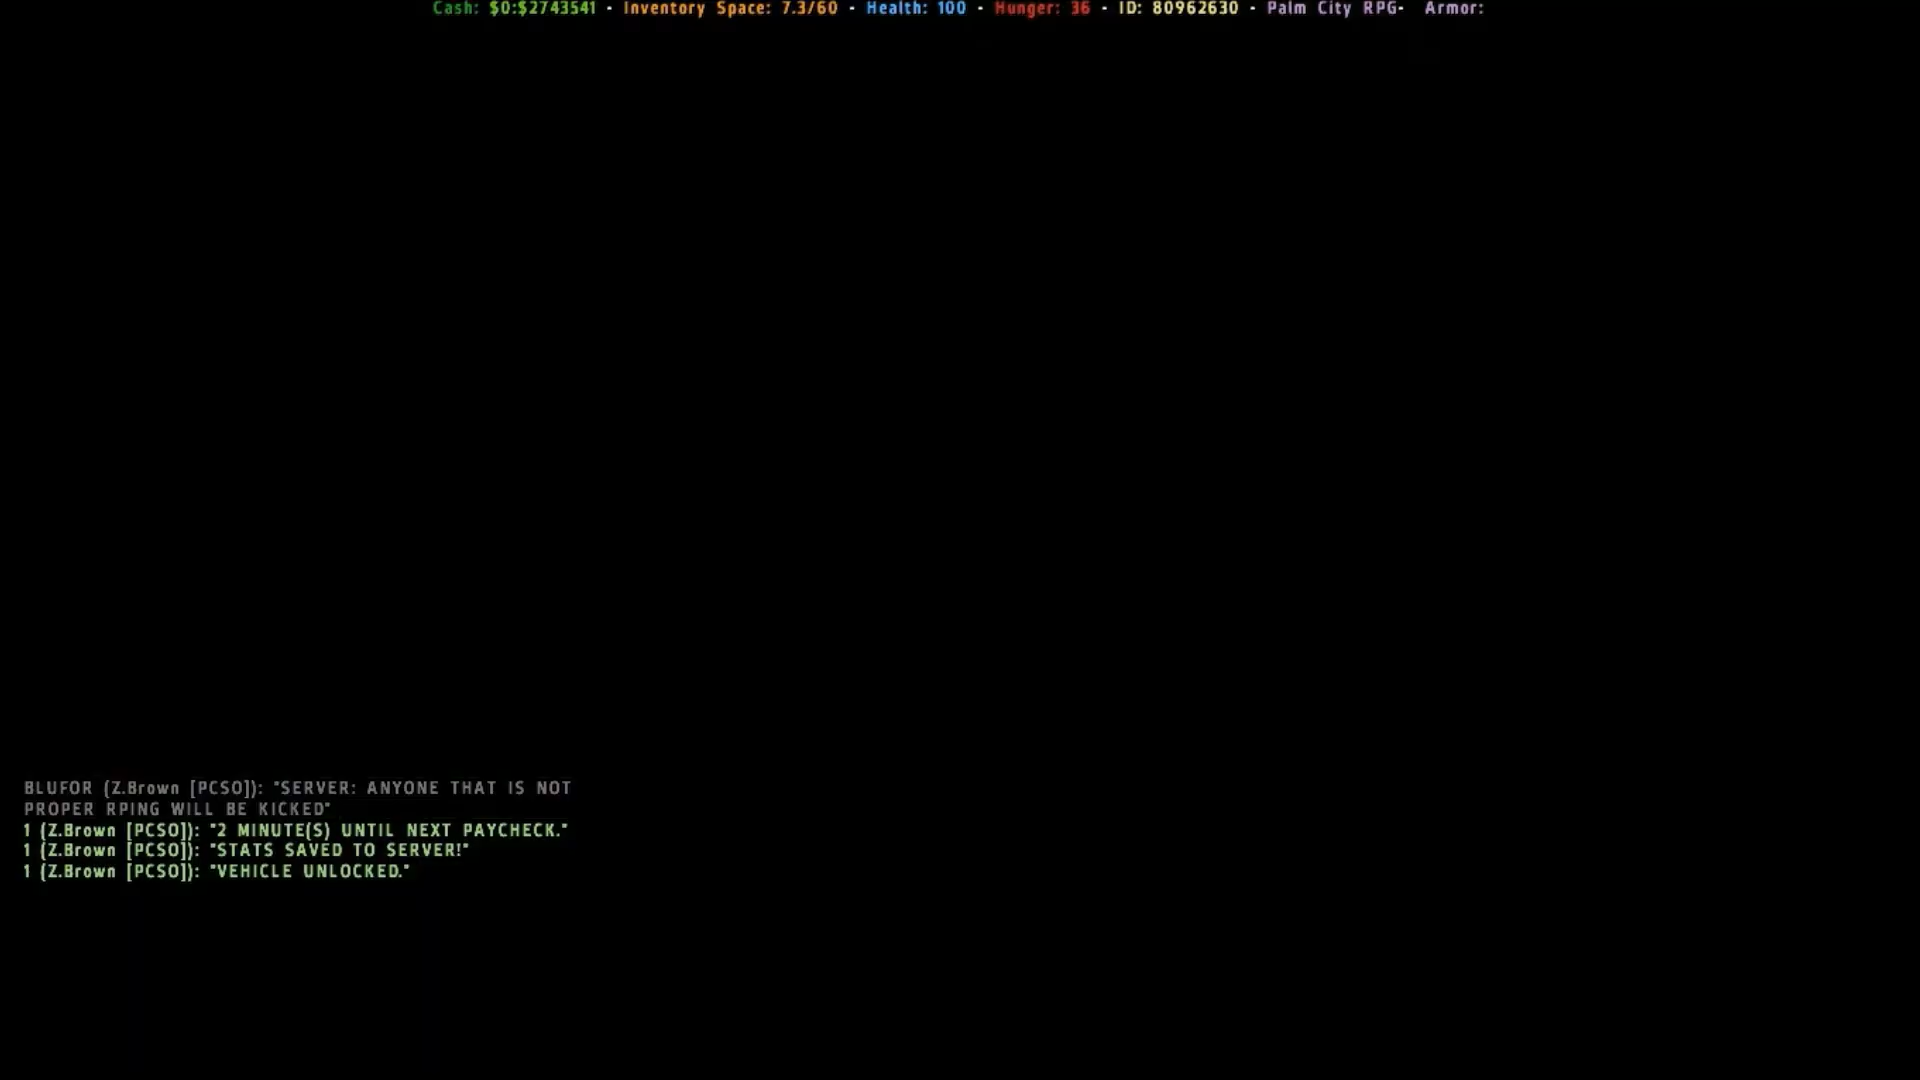 Cash: $0:$2743541 - Inventory Space: 7.3/60 - Health: 100 - Hunger: 36 - ID: 80962630 - Palm City RPG- Armor:
BLUFOR (Z.Brown [PCSO]): "SERVER: ANYONE THAT IS NOT
PROPER RPING WILL BE KICKED"
1 (Z.Brown [PCSO]): "2 MINUTE(S) UNTIL NEXT PAYCHECK."
1 (Z.Brown [PCSO]): "STATS SAVED TO SERVER!"
1 (Z.Brown [PCSO]): "VEHICLE UNLOCKED."